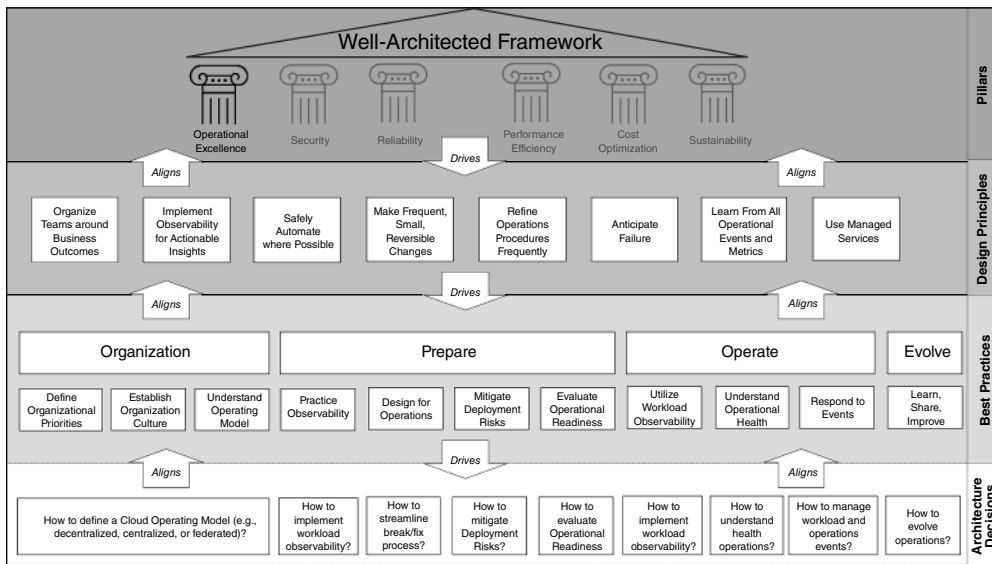 Well-Architected Framework
Operational
Excellence
Security
Reliability
Performance
Efficiency
Cost
Optimization
Sustainability
Pillars
Aligns
Drives
Aligns
Organize
Teams around
Business
Outcomes
Implement
Observability
for Actionable
Insights
Safely
Automate
where Possible
Make Frequent,
Small,
Reversible
Changes
Refine
Operations
Procedures
Frequently
Anticipate
Failure
Learn From All
Operational
Events and
Metrics
Use Managed
Services
Design Principles
Aligns
Drives
Aligns
Organization
Prepare
Operate
Evolve
Define
Organizational
Priorities
Establish
Organization
Culture
Understand
Operating
Model
Practice
Observability
Design for
Operations
Mitigate
Deployment
Risks
Evaluate
Operational
Readiness
Utilize
Workload
Observability
Understand
Operational
Health
Respond to
Events
Learn,
Share,
Improve
Best Practices
Aligns
Drives
Aligns
How to define a Cloud Operating Model (e.g.,
decentralized, centralized, or federated)?
How to
implement
workload
observability?
How to
streamline
break/fix
process?
How to
mitigate
Deployment
Risks?
How to
evaluate
Operational
Readiness
How to
implement
workload
observability?
How to
understand
health
operations?
How to manage
workload and
operations
events?
How to
evolve
operations?
Architecture
Decisions